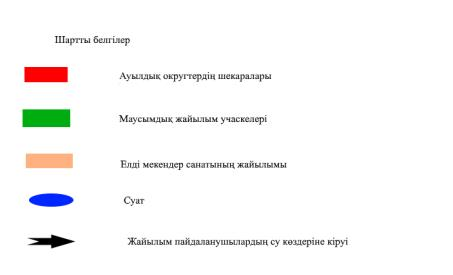 Шартты белгілер
Ауылдық округтердің шекаралары
Маусымдық жайылым учаскелері
Елді мекендер санатының жайылымы
Суат
Жайылым пайдаланушылардың су көздеріне кіруі